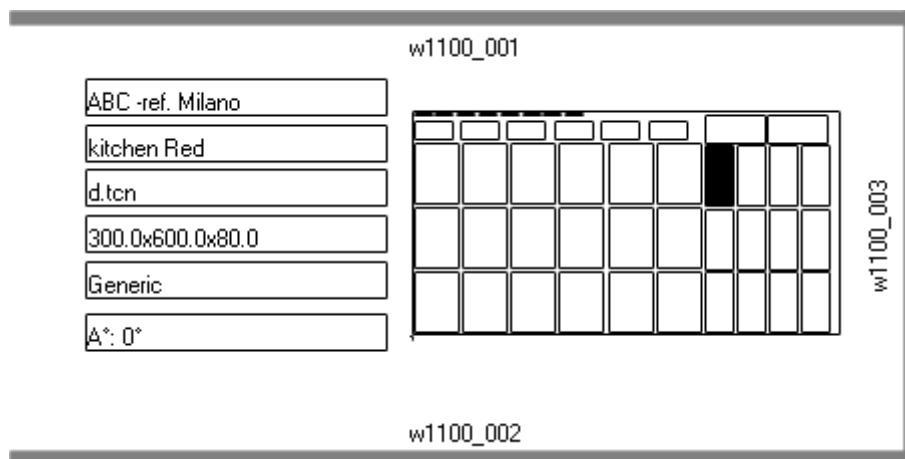 w1100_001
ABC -ref. Milano
kitchen Red
d.tcn
300.0x600.0x80.0
Generic
A°: 0°
w1100_003
w1100_002